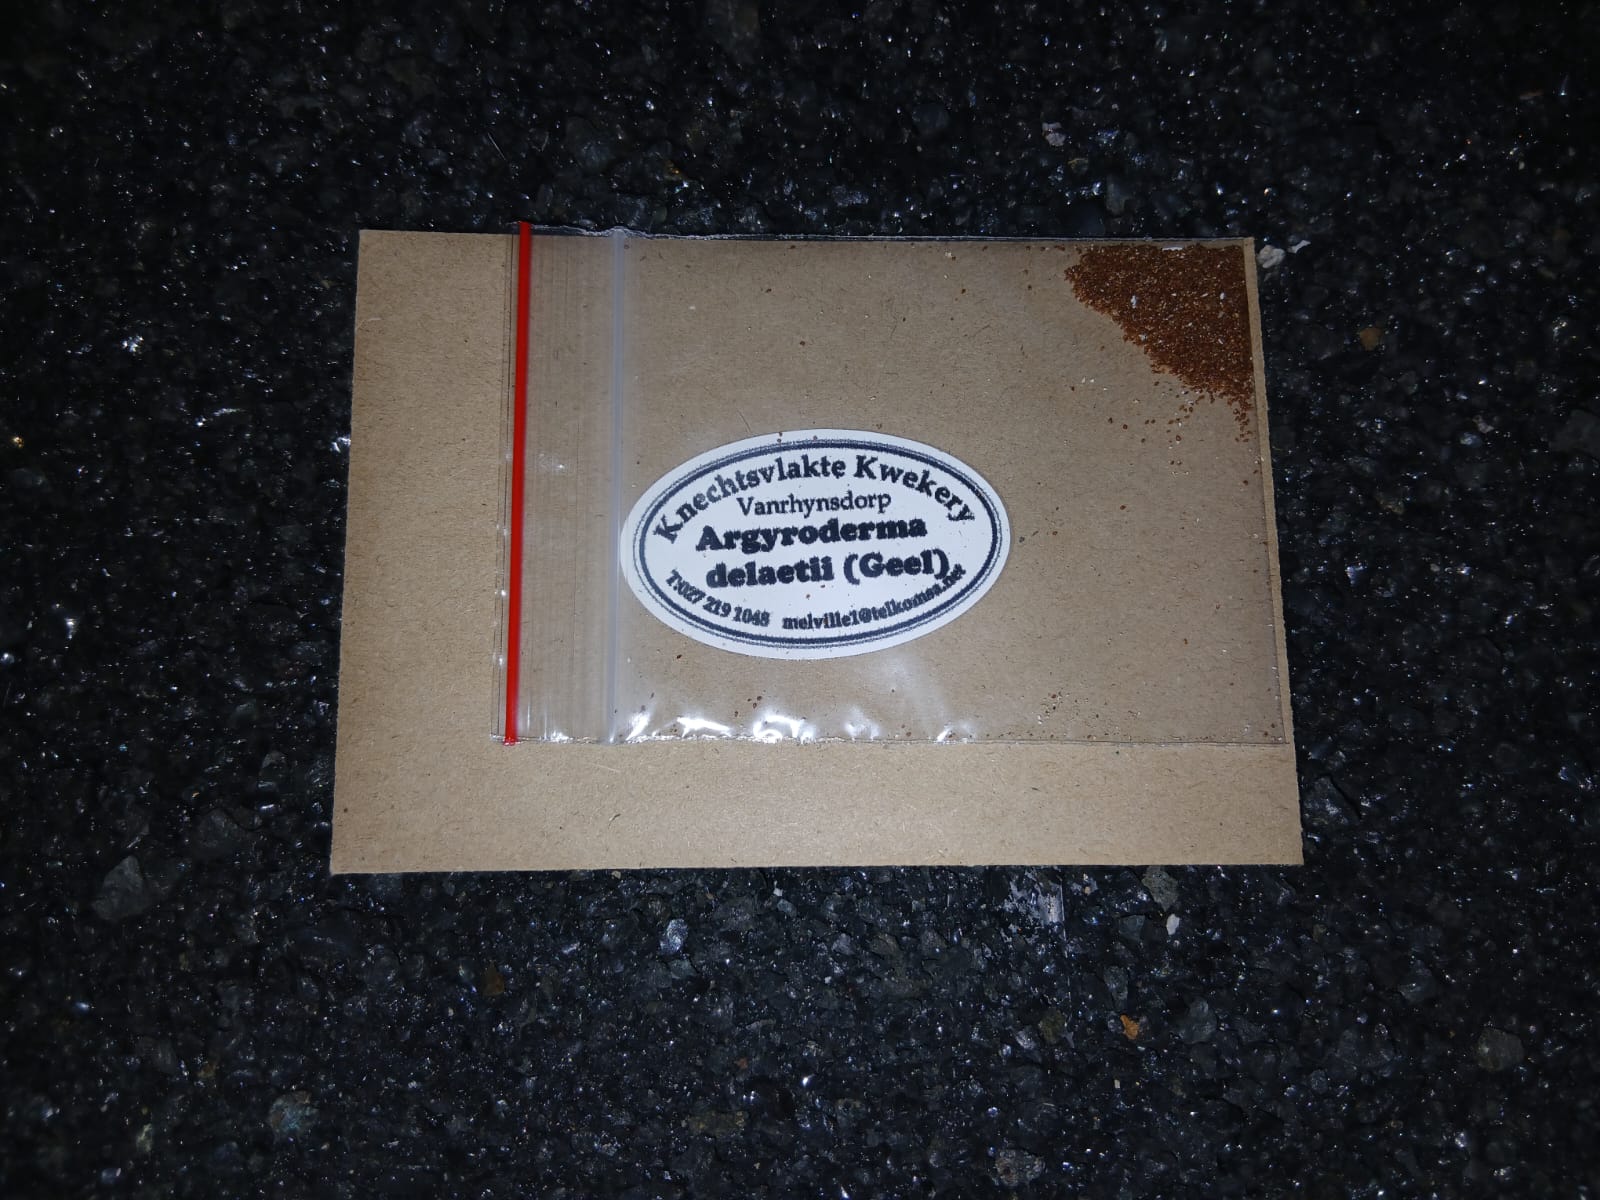 Knechtsvlakte Kwekery
Vanrhynsdorp
Argyroderma
delaetii (Geel)
T:027 219 1048 melville1@telkomsa.net